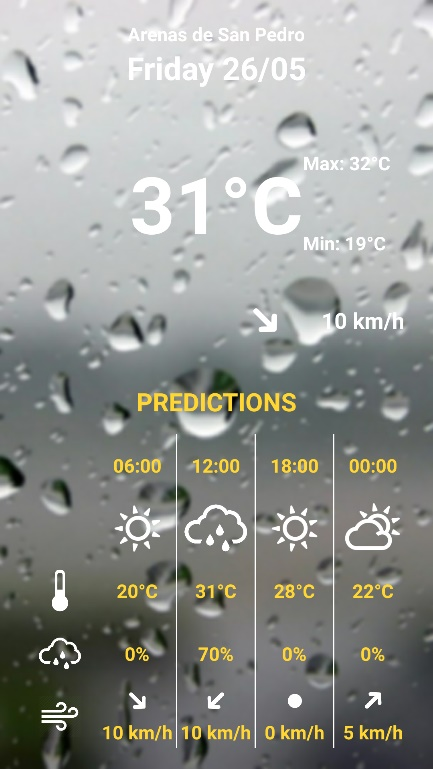 Arenas de San Pedro
Friday 26/05
Max: 32°C
31°C
Min: 19°C
10 km/h
PREDICTIONS
06:00 12:00 18:00 00:00
20°C 31°C 28°C 22°C
0% 70% 0% 0%
10 km/h 10 km/h 0 km/h 5 km/h